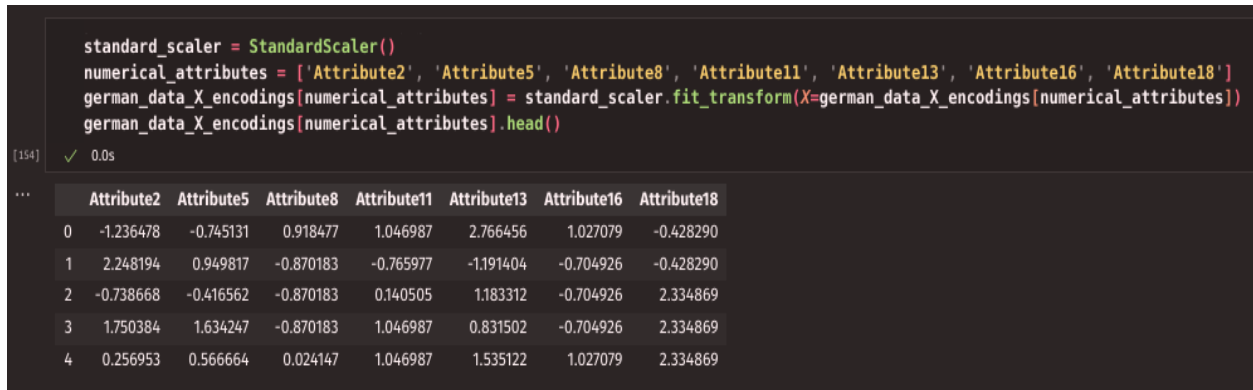 standard_scaler = StandardScaler()
numerical_attributes = ['Attribute2', 'Attribute5', 'Attribute8', 'Attribute11', 'Attribute13', 'Attribute16', 'Attribute18']
german_data_X_encodings[numerical_attributes] = standard_scaler.fit_transform(X=german_data_X_encodings[numerical_attributes])
german_data_X_encodings[numerical_attributes].head()
[154] ✓ 0.0s
... Attribute2 Attribute5 Attribute8 Attribute11 Attribute13 Attribute16 Attribute18
0 -1.236478 -0.745131 0.918477 1.046987 2.766456 1.027079 -0.428290
1 2.248194 0.949817 -0.870183 -0.765977 -1.191404 -0.704926 -0.428290
2 -0.738668 -0.416562 -0.870183 0.140505 1.183312 -0.704926 2.334869
3 1.750384 1.634247 -0.870183 1.046987 0.831502 -0.704926 2.334869
4 0.256953 0.566664 0.024147 1.046987 1.535122 1.027079 2.334869